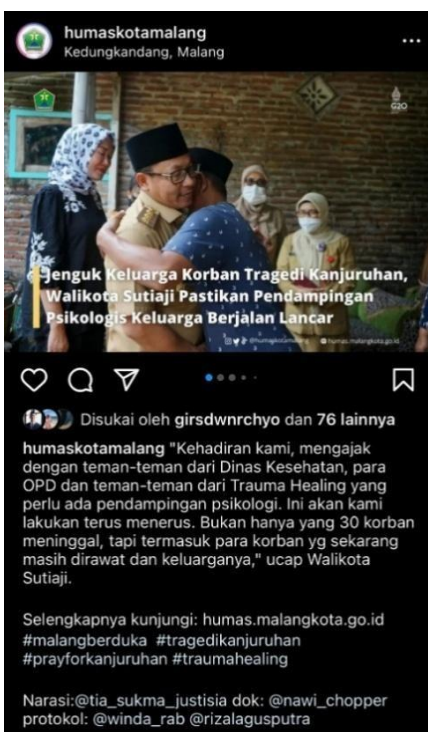 humaskotamalang
Kedungkandang, Malang
G20
Jenguk Keluarga Korban Tragedi Kanjuruhan,
Walikota Sutiaji Pastikan Pendampingan
Psikologis Keluarga Berjalan Lancar
@humaskotamalang humas.malangkota.go.id
Disukai oleh girsdwnrchyo dan 76 lainnya
humaskotamalang "Kehadiran kami, mengajak
dengan teman-teman dari Dinas Kesehatan, para
OPD dan teman-teman dari Trauma Healing yang
perlu ada pendampingan psikologi. Ini akan kami
lakukan terus menerus. Bukan hanya yang 30 korban
meninggal, tapi termasuk para korban yg sekarang
masih dirawat dan keluarganya," ucap Walikota
Sutiaji.
Selengkapnya kunjungi: humas.malangkota.go.id
#malangberduka #tragedikanjuruhan
#prayforkanjuruhan #traumahealing
Narasi:@tia_sukma_justisia dok: @nawi_chopper
protokol: @winda_rab @rizalagusputra